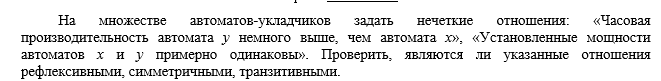 На множестве автоматов-укладчиков задать нечеткие отношения: «Часовая
производительность автомата y немного выше, чем автомата x», «Установленные мощности
автоматов x и y примерно одинаковы». Проверить, являются ли указанные отношения
рефлексивными, симметричными, транзитивными.